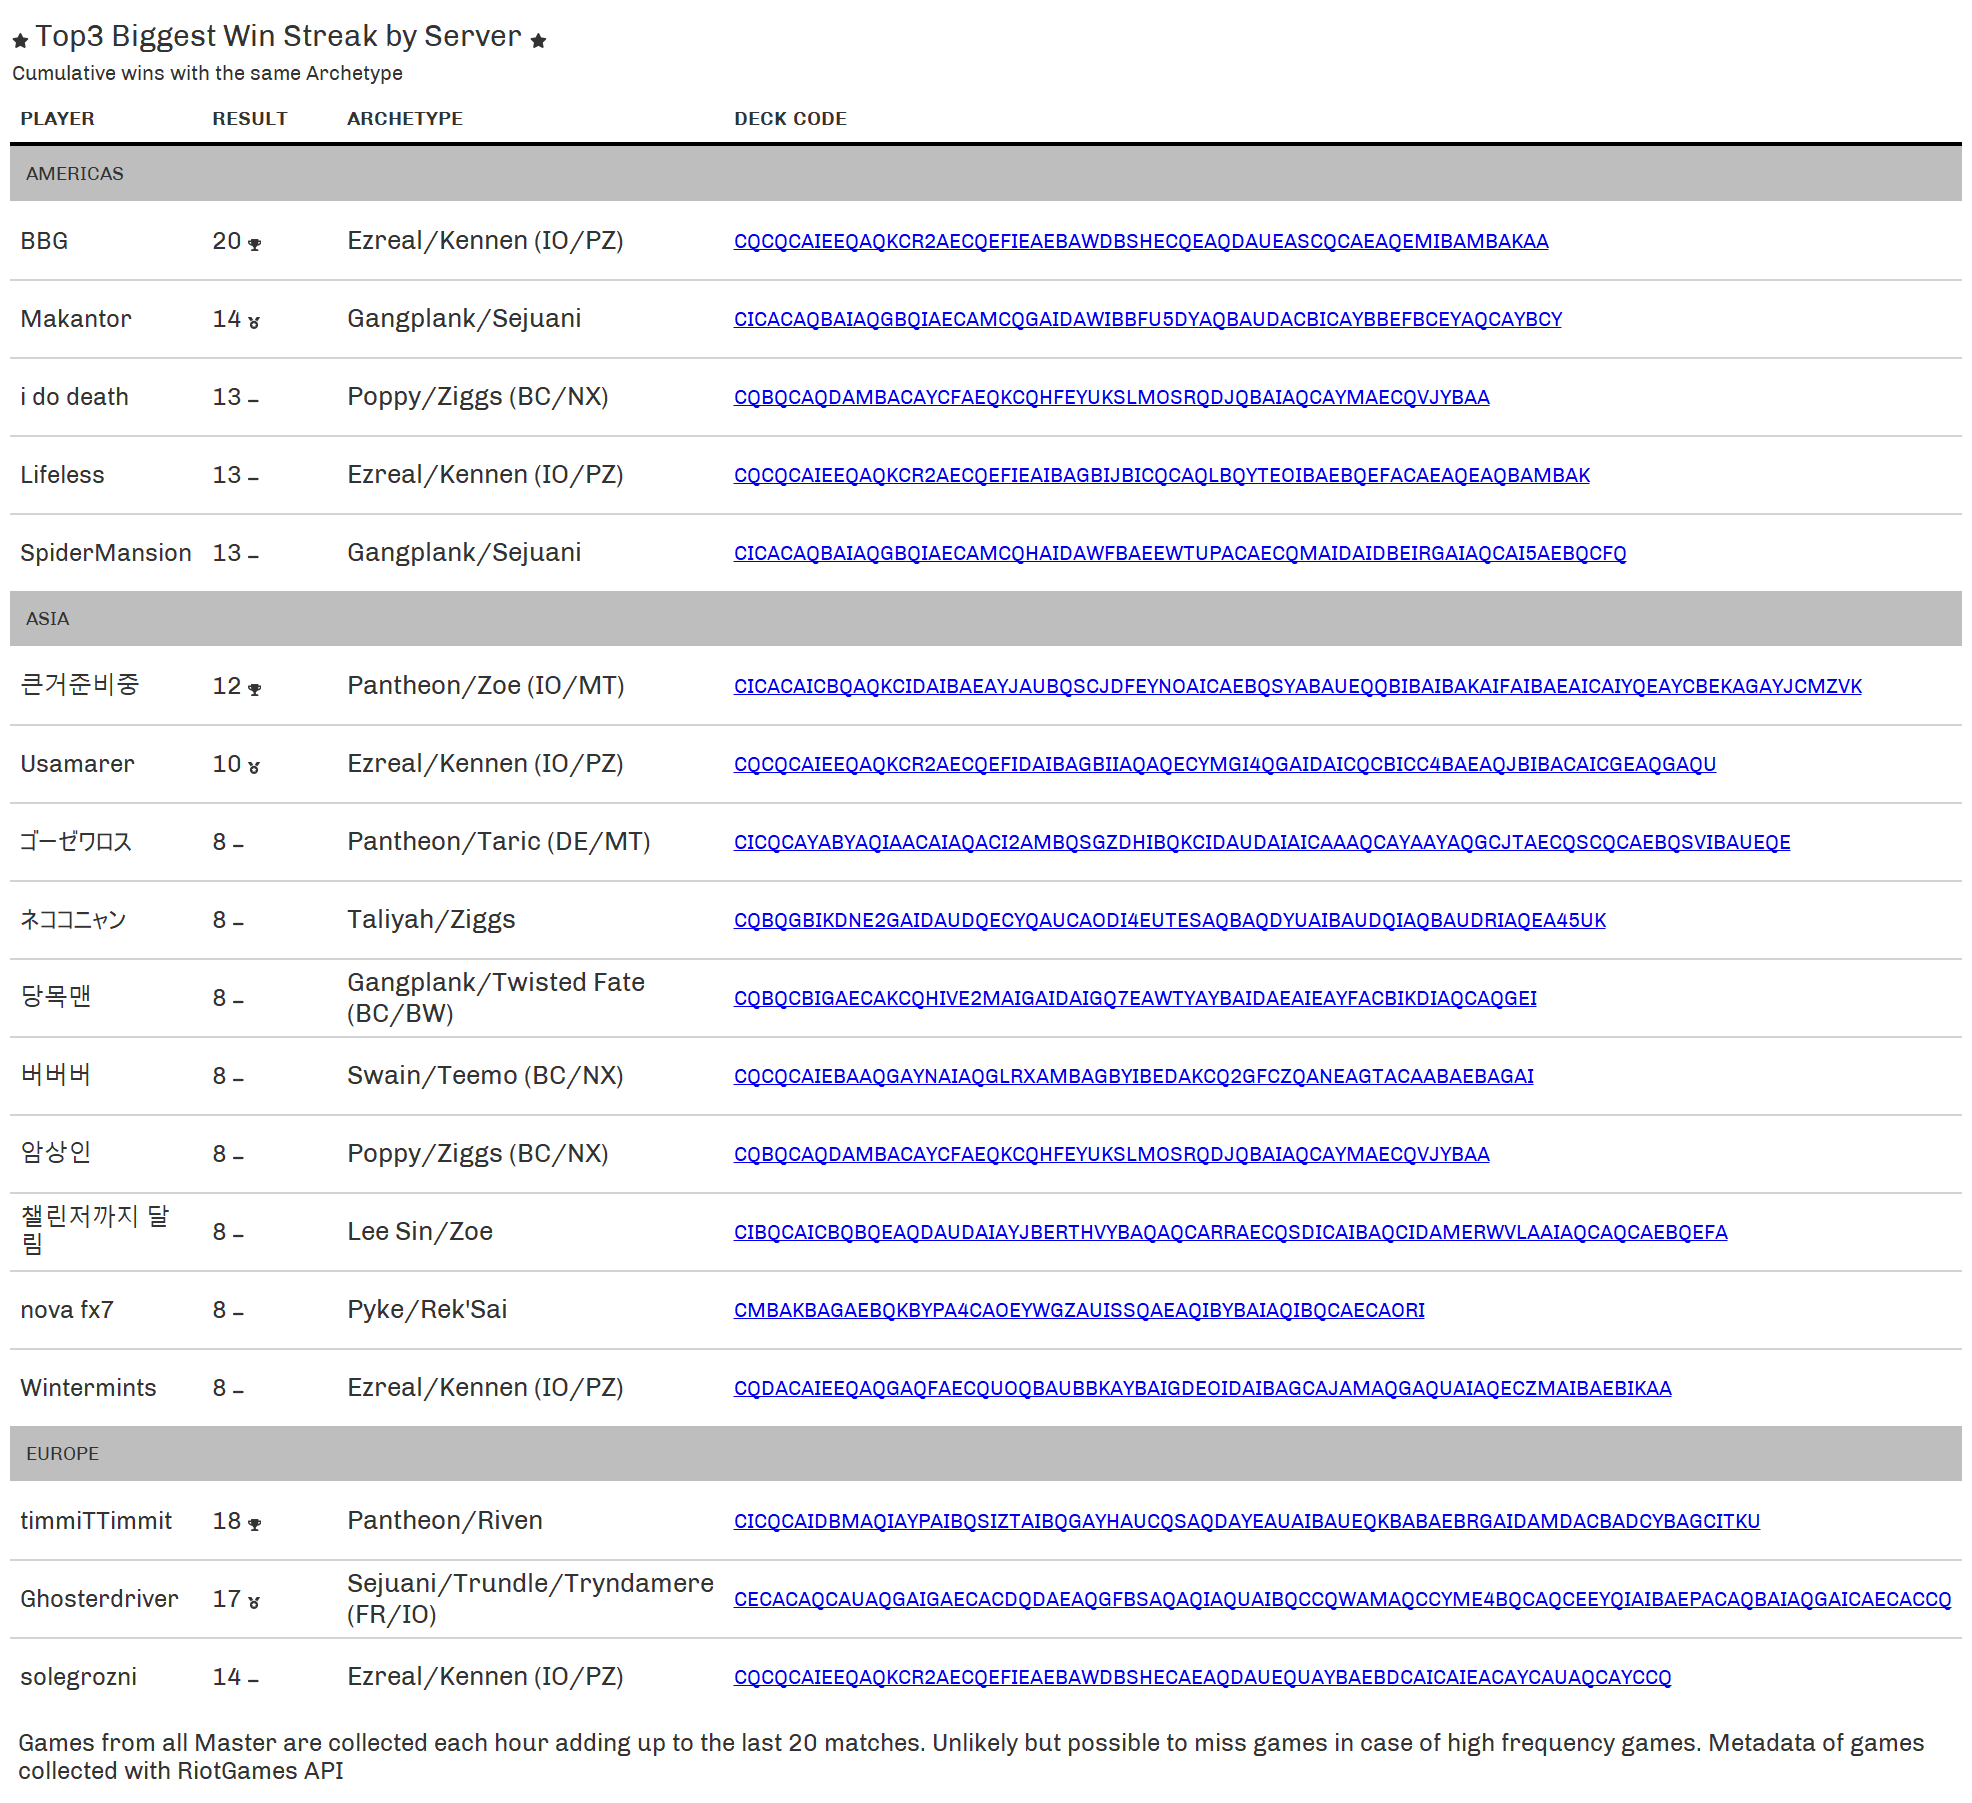 ★ Top3 Biggest Win Streak by Server ★
Cumulative wins with the same Archetype
PLAYER RESULT ARCHETYPE DECK CODE
AMERICAS
BBG 20 Ezreal/Kennen (IO/PZ) CQCQCAIEEQAQKCR2AECQEFIEAEBAWDBSHECQEAQDAUEASCQCAEAQEMIBAMBAKAA
Makantor 14 Gangplank/Sejuani CICACAQBAIAQGBQIAECAMCQGAIDAWIBBFU5DYAQBAUDACBICAYBBEFBCEYAQCAYBCY
i do death 13 – Poppy/Ziggs (BC/NX) CQBQCAQDAMBACAYCFAEQKCQHFEYUKSLMOSRQDJQBAIAQCAYMAECQVJYBAA
Lifeless 13 – Ezreal/Kennen (IO/PZ) CQCQCAIEEQAQKCR2AECQEFIEAIBAGBIJBICQCAQLBQYTEOIBAEBQEFACAEAQEAQBAMBAK
SpiderMansion 13 – Gangplank/Sejuani CICACAQBAIAQGBQIAECAMCQHAIDAWFBAEEWTUPACAECQMAIDAIDBEIRGAIAQCAI5AEBQCFQ
ASIA
큰거준비중 12 Pantheon/Zoe (IO/MT) CICACAICBQAQKCIDAIBAEAYJAUBQSCJDFEYNOAICAEBQSYABAUEQQBIBAIBAKAIFAIBAEAICAIYQEAYCBEKAGAYJCMZVK
Usamarer 10 Ezreal/Kennen (IO/PZ) CQCQCAIEEQAQKCR2AECQEFIDAIBAGBIIAQAQECYMGI4QGAIDAICQCBICC4BAEAQJBIBACAICGEAQGAQU
ゴーゼワロス 8 – Pantheon/Taric (DE/MT) CICQCAYABYAQIAACAIAQACI2AMBQSGZDHIBQKCIDAUDAIAICAAAQCAYAAYAQGCJTAECQSCQCAEBQSVIBAUEQE
ネココニャン 8 – Taliyah/Ziggs CQBQGBIKDNE2GAIDAUDQECYQAUCAODI4EUTESAQBAQDYUAIBAUDQIAQBAUDRIAQEA45UK
당목맨 8 – Gangplank/Twisted Fate
(BC/BW) CQBQCBIGAECAKCQHIVE2MAIGAIDAIGQ7EAWTYAYBAIDAEAIEAYFACBIKDIAQCAQGEI
버버버 8 – Swain/Teemo (BC/NX) CQCQCAIEBAAQGAYNAIAQGLRXAMBAGBYIBEDAKCQ2GFCZQANEAGTACAABAEBAGAI
암상인 8 – Poppy/Ziggs (BC/NX) CQBQCAQDAMBACAYCFAEQKCQHFEYUKSLMOSRQDJQBAIAQCAYMAECQVJYBAA
챌린저까지 달
림 8 – Lee Sin/Zoe CIBQCAICBQBQEAQDAUDAIAYJBERTHVYBAQAQCARRAECQSDICAIBAQCIDAMERWVLAAIAQCAQCAEBQEFA
nova fx7 8 – Pyke/Rek'Sai CMBAKBAGAEBQKBYPA4CAOEYWGZAUISSQAEAQIBYBAIAQIBQCAECAORI
Wintermints 8 – Ezreal/Kennen (IO/PZ) CQDACAIEEQAQGAQFAECQUOQBAUBBKAYBAIGDEOIDAIBAGCAJAMAQGAQUAIAQECZMAIBAEBIKAA
EUROPE
timmiTTimmit 18 Pantheon/Riven CICQCAIDBMAQIAYPAIBQSIZTAIBQGAYHAUCQSAQDAYEAUAIBAUEQKBABAEBRGAIDAMDACBADCYBAGCITKU
Ghosterdriver 17 Sejuani/Trundle/Tryndamere
(FR/IO) CECACAQCAUAQGAIGAECACDQDAEAQGFBSAQAQIAQUAIBQCCQWAMAQCCYME4BQCAQCEEYQIAIBAEPACAQBAIAQGAICAECACCQ
solegrozni 14 – Ezreal/Kennen (IO/PZ) CQCQCAIEEQAQKCR2AECQEFIEAEBAWDBSHECAEAQDAUEQUAYBAEBDCAICAIEACAYCAUAQCAYCCQ
Games from all Master are collected each hour adding up to the last 20 matches. Unlikely but possible to miss games in case of high frequency games. Metadata of games
collected with RiotGames API